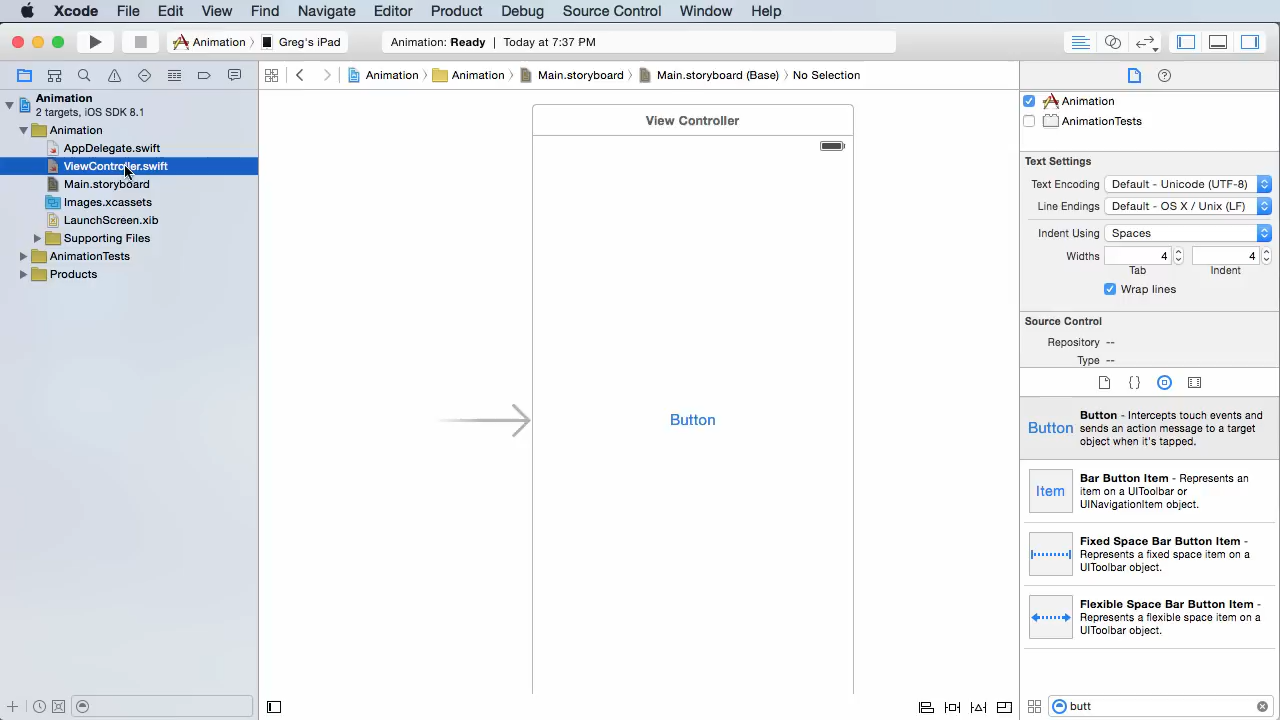 Xcode File Edit View Find Navigate Editor Product Debug Source Control Window Help
Animation Greg's iPad
Animation: Ready | Today at 7:37 PM
Animation Animation Main.storyboard Main.storyboard (Base) No Selection
Animation
2 targets, iOS SDK 8.1
Animation
AppDelegate.swift
ViewController.swift
Main.storyboard
Images.xcassets
LaunchScreen.xib
Supporting Files
AnimationTests
Products
View Controller
Button
Animation
AnimationTests
Text Settings
Text Encoding Default - Unicode (UTF-8)
Line Endings Default - OS X / Unix (LF)
Indent Using Spaces
Widths 4 4
Tab Indent
Wrap lines
Source Control
Repository --
Type --
{}
Button
Button - Intercepts touch events and
sends an action message to a target
object when it's tapped.
Item
Bar Button Item - Represents an
item on a UIToolbar or
UINavigationItem object.
Fixed Space Bar Button Item -
Represents a fixed space item on a
UIToolbar object.
Flexible Space Bar Button Item -
Represents a flexible space item on a
UIToolbar object.
butt